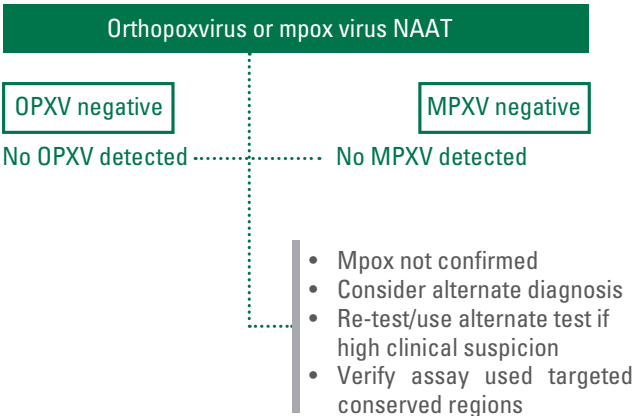 Orthopoxvirus or mpox virus NAAT
OPXV negative
MPXV negative
No OPXV detected
No MPXV detected
• Mpox not confirmed
• Consider alternate diagnosis
• Re-test/use alternate test if
high clinical suspicion
• Verify assay used targeted
conserved regions